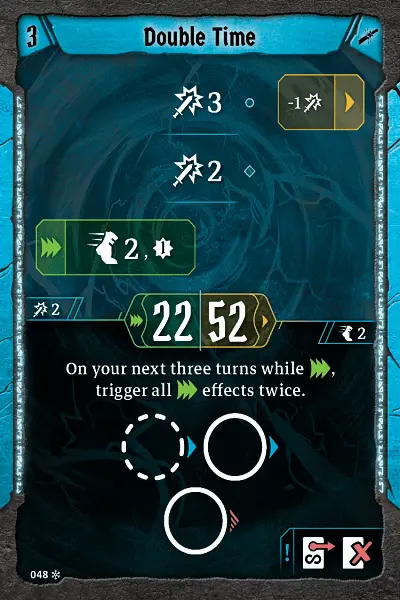 3 Double Time
3 -1
2
2, 1
2 22 52 2
On your next three turns while ,
trigger all effects twice.
! S
048